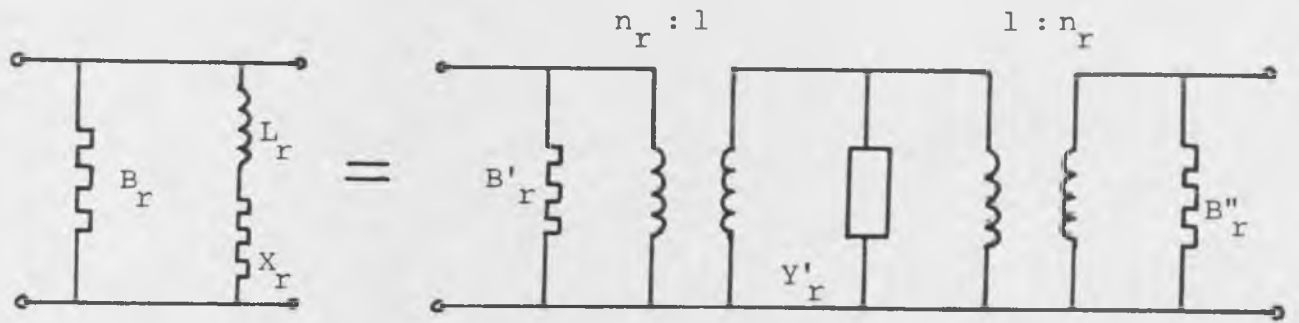 n_r : 1
1 : n_r
B_r
L_r
X_r
=
B'_r
Y'_r
B"_r